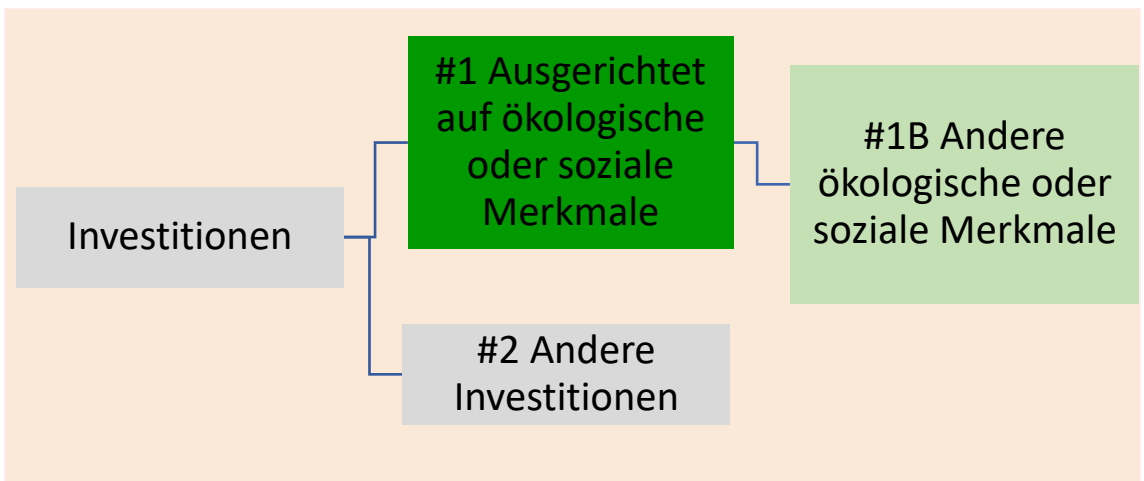 Investitionen
#1 Ausgerichtet
auf ökologische
oder soziale
Merkmale
#1B Andere
ökologische oder
soziale Merkmale
#2 Andere
Investitionen